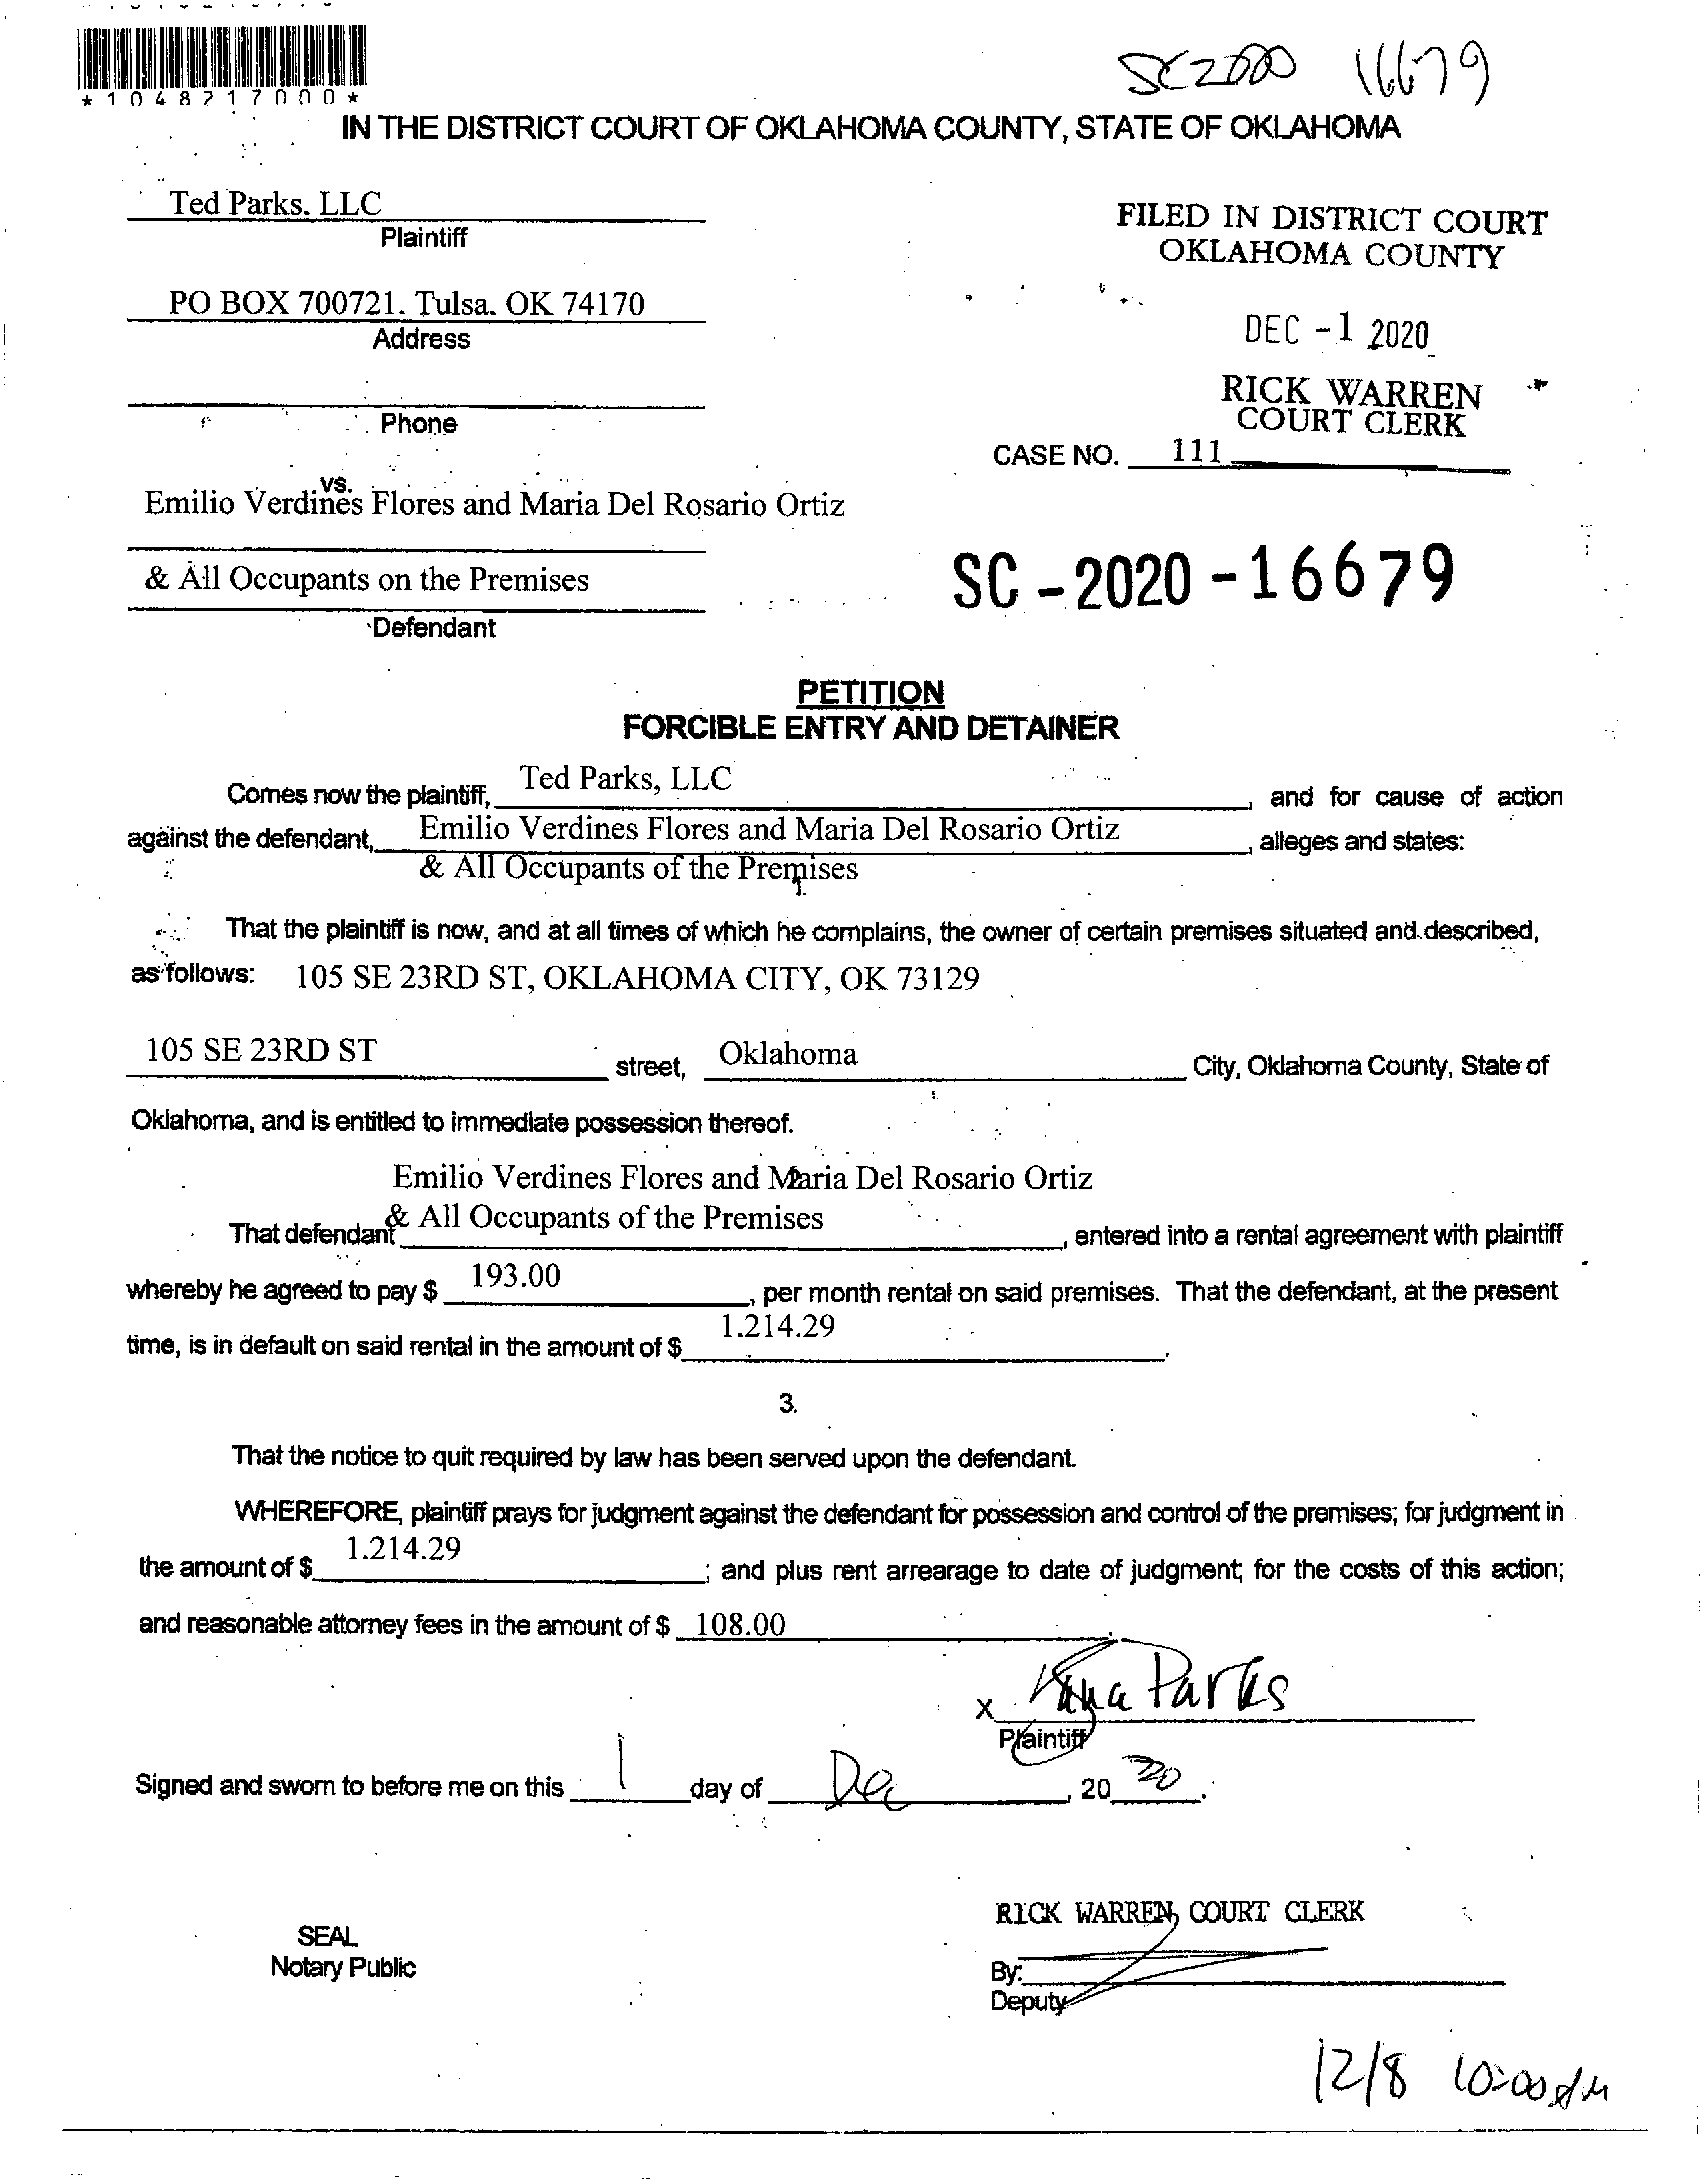 *1048217000*
SC2000 16679
IN THE DISTRICT COURT OF OKLAHOMA COUNTY, STATE OF OKLAHOMA
Ted Parks. LLC
Plaintiff
FILED IN DISTRICT COURT
OKLAHOMA COUNTY
PO BOX 700721. Tulsa. OK 74170
Address
DEC -1 2020
RICK WARREN
COURT CLERK
Phone
CASE NO. 111
vs.
Emilio Verdines Flores and Maria Del Rosario Ortiz
& All Occupants on the Premises
SC - 2020 - 16679
Defendant
PETITION
FORCIBLE ENTRY AND DETAINER
Comes now the plaintiff, Ted Parks, LLC, and for cause of action
against the defendant, Emilio Verdines Flores and Maria Del Rosario Ortiz, alleges and states:
& All Occupants of the Premises
1.
That the plaintiff is now, and at all times of which he complains, the owner of certain premises situated and described,
as follows: 105 SE 23RD ST, OKLAHOMA CITY, OK 73129
105 SE 23RD ST street, Oklahoma City, Oklahoma County, State of
Oklahoma, and is entitled to immediate possession thereof.
Emilio Verdines Flores and Maria Del Rosario Ortiz
That defendant & All Occupants of the Premises, entered into a rental agreement with plaintiff
whereby he agreed to pay $ 193.00, per month rental on said premises. That the defendant, at the present
time, is in default on said rental in the amount of $ 1.214.29.
3.
That the notice to quit required by law has been served upon the defendant.
WHEREFORE, plaintiff prays for judgment against the defendant for possession and control of the premises; for judgment in
the amount of $ 1.214.29; and plus rent arrearage to date of judgment; for the costs of this action;
and reasonable attorney fees in the amount of $ 108.00.
x Parks
Plaintiff
Signed and sworn to before me on this 1 day of Dec, 20 20.
RICK WARREN, COURT CLERK
SEAL
Notary Public
By:
Deputy
12/8 10:00 AM